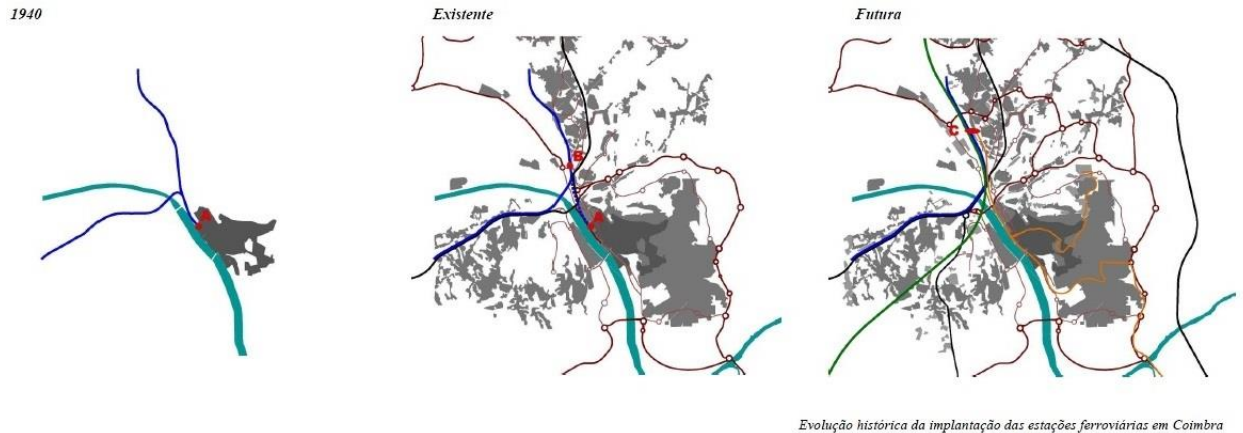 1940
Existente
Futura
A
B
A
C
Evolução histórica da implantação das estações ferroviárias em Coimbra